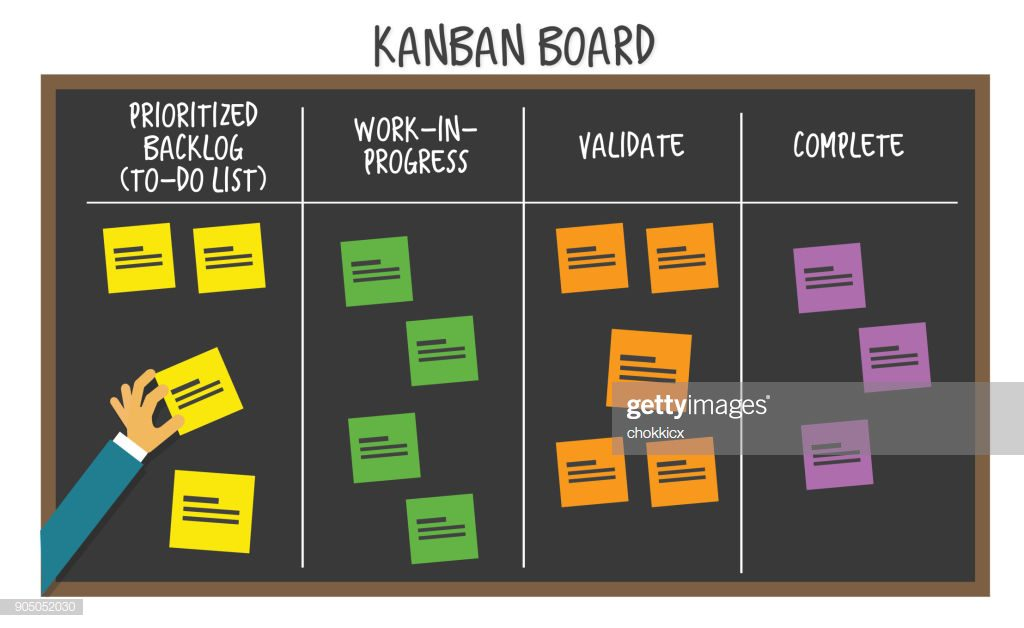 KANBAN BOARD
PRIORITIZED
BACKLOG
(TO-DO LIST)
WORK-IN-
PROGRESS
VALIDATE
COMPLETE
gettyimages
chokkicx
905052030